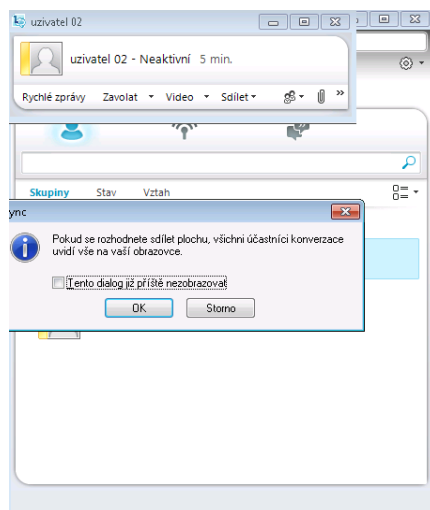 uzivatel 02
uzivatel 02 - Neaktivní 5 min.
Rychlé zprávy Zavolat Video Sdílet »
Skupiny Stav Vztah
ync
Pokud se rozhodnete sdílet plochu, všichni účastníci konverzace
uvidí vše na vaší obrazovce.
Tento dialog již příště nezobrazovat
OK Storno